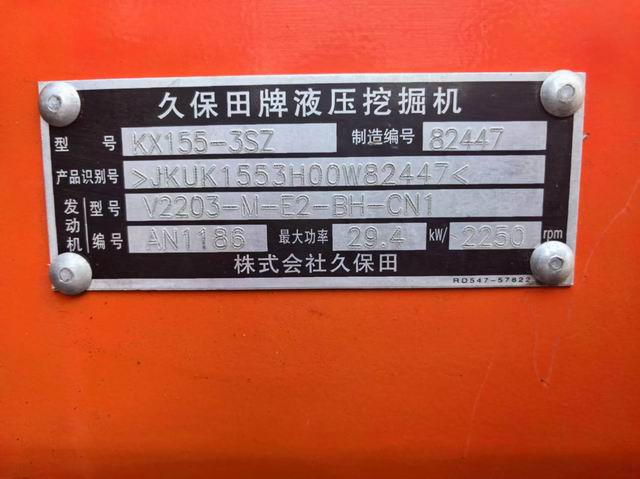 久保田牌液压挖掘机
型号 KX155-3SZ 制造编号 82447
产品识别号 >JKUK1553H00W82447<
发动机 型号 V2203-M-E2-BH-CN1
编号 AN1186 最大功率 29.4 kW/ 2250 rpm
株式会社久保田
RD547-57822